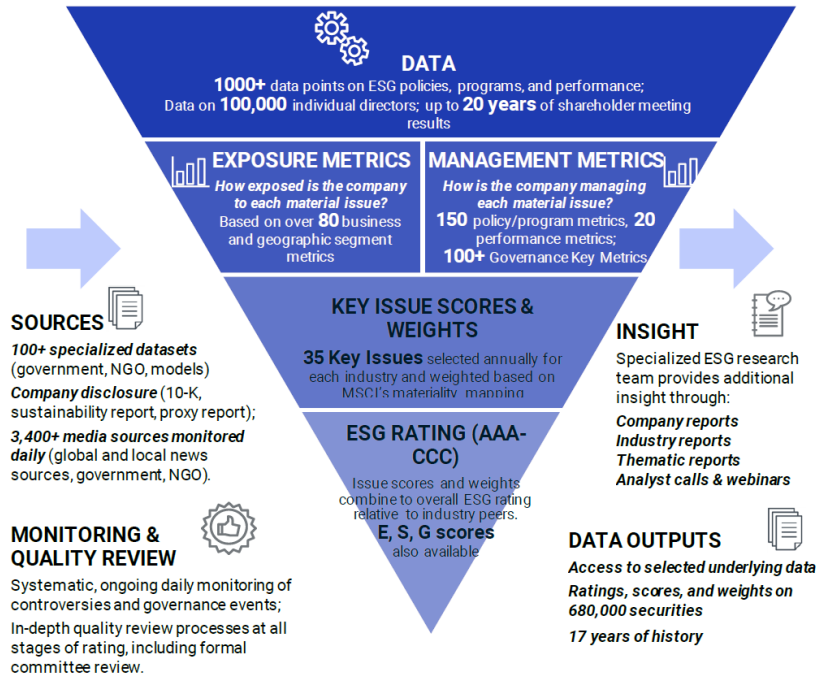 DATA
1000+ data points on ESG policies, programs, and performance;
Data on 100,000 individual directors; up to 20 years of shareholder meeting
results
EXPOSURE METRICS
How exposed is the company
to each material issue?
Based on over 80 business
and geographic segment
metrics
MANAGEMENT METRICS
How is the company managing
each material issue?
150 policy/program metrics, 20
performance metrics;
100+ Governance Key Metrics
KEY ISSUE SCORES &
WEIGHTS
35 Key Issues selected annually for
each industry and weighted based on
MSCI's materiality mapping
ESG RATING (AAA-
CCC)
Issue scores and weights
combine to overall ESG rating
relative to industry peers.
E, S, G scores
also available
SOURCES
100+ specialized datasets
(government, NGO, models)
Company disclosure (10-K,
sustainability report, proxy report);
3,400+ media sources monitored
daily (global and local news
sources, government, NGO).
MONITORING &
QUALITY REVIEW
Systematic, ongoing daily monitoring of
controversies and governance events;
In-depth quality review processes at all
stages of rating, including formal
committee review.
INSIGHT
Specialized ESG research
team provides additional
insight through:
Company reports
Industry reports
Thematic reports
Analyst calls & webinars
DATA OUTPUTS
Access to selected underlying data
Ratings, scores, and weights on
680,000 securities
17 years of history